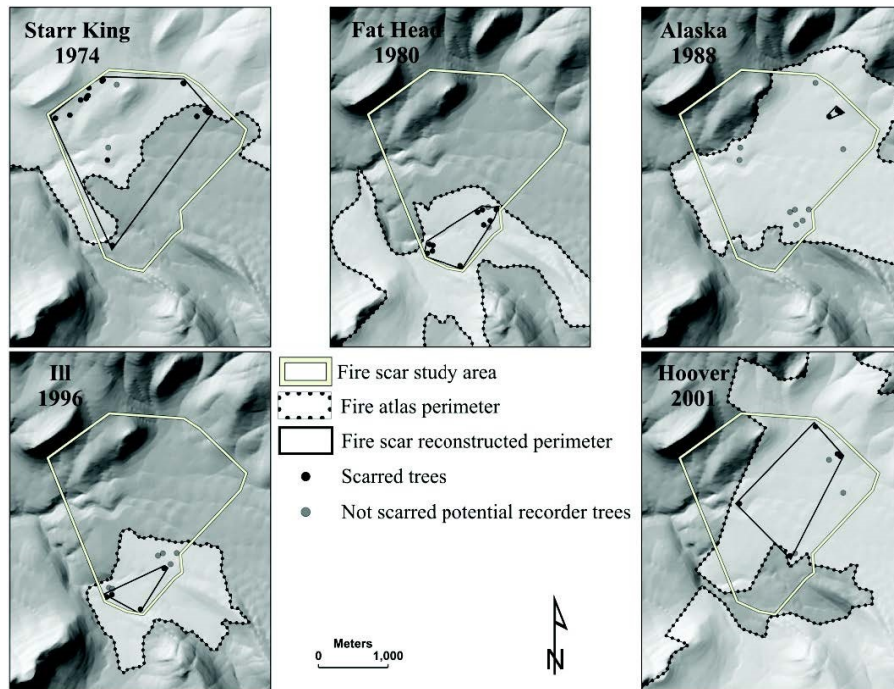 Starr King
1974
Fat Head
1980
Alaska
1988
Ill
1996
Fire scar study area
Fire atlas perimeter
Fire scar reconstructed perimeter
Scarred trees
Not scarred potential recorder trees
Meters
0 1,000
N
Hoover
2001